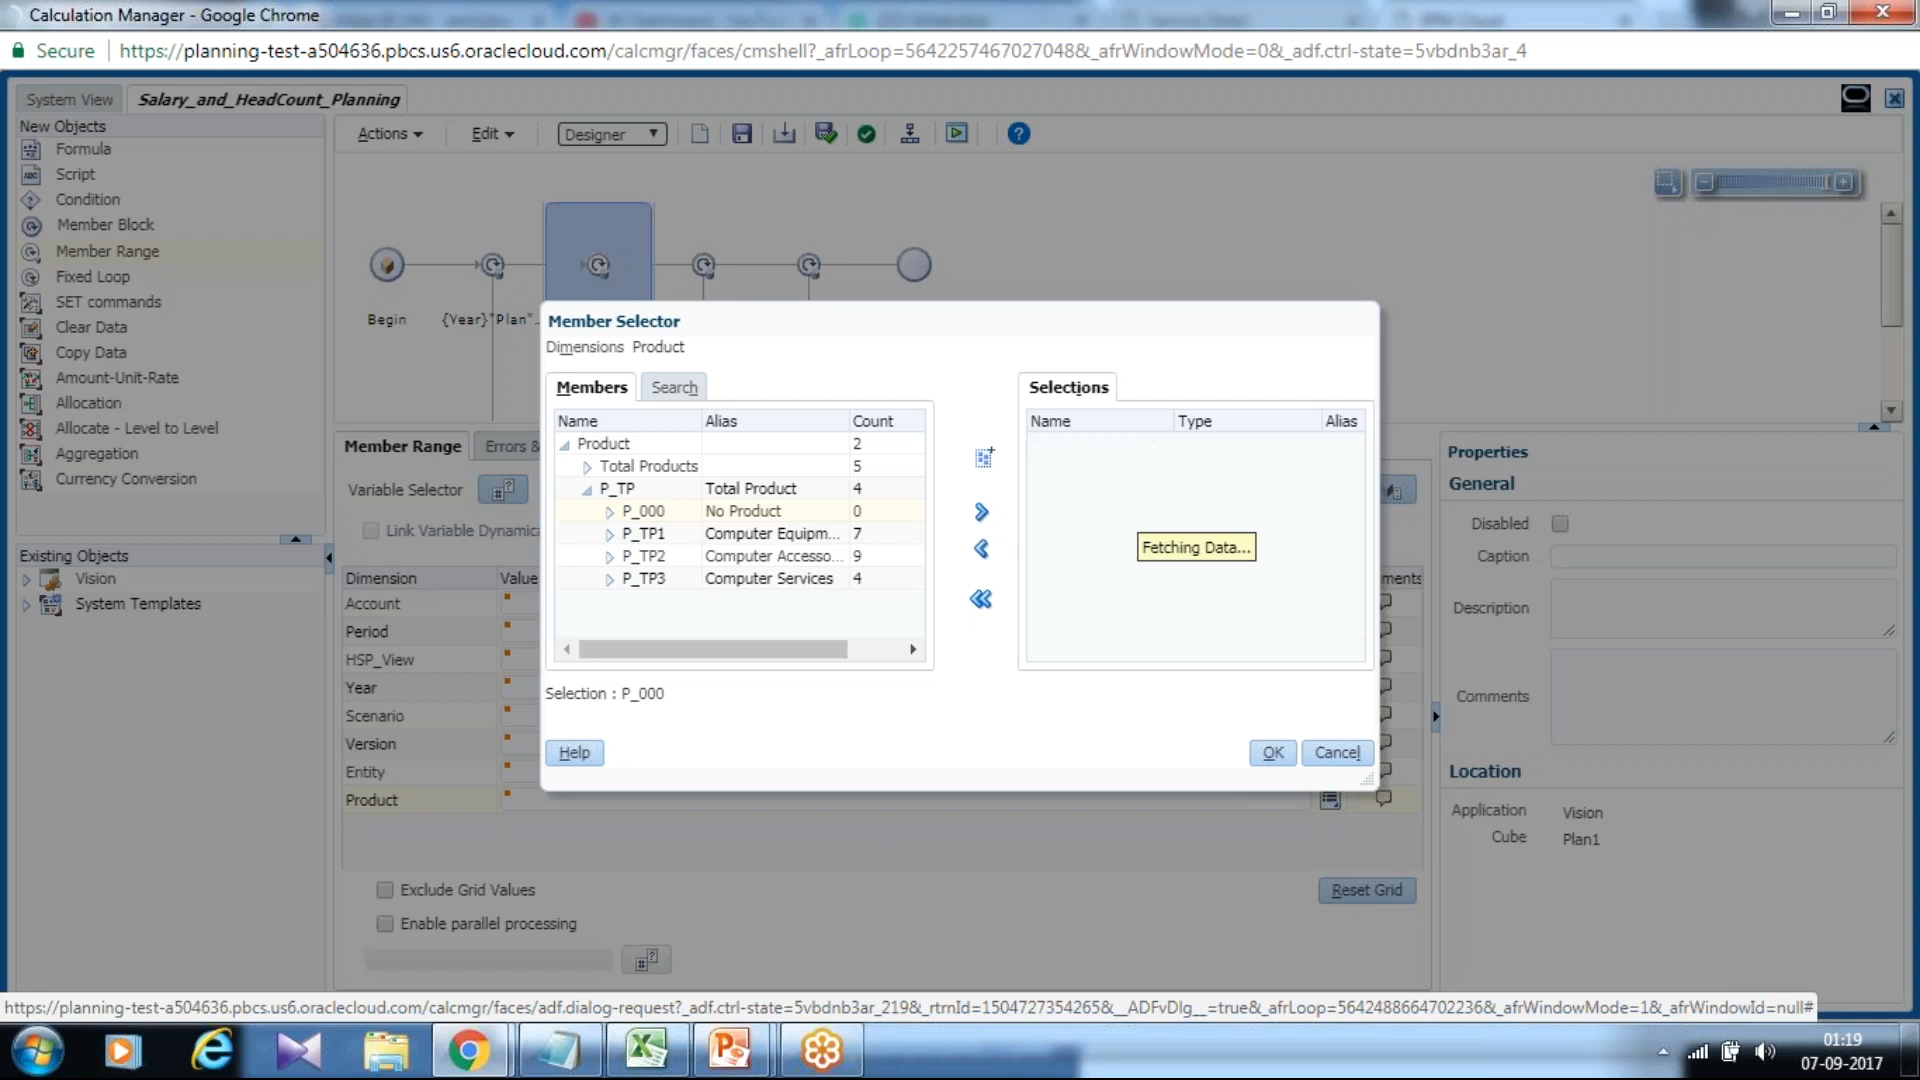 Calculation Manager - Google Chrome
Secure https://planning-test-a504636.pbcs.us6.oraclecloud.com/calcmgr/faces/cmshell?_afrLoop=5642257467027048&_afrWindowMode=0&_adf.ctrl-state=5vbdnb3ar_4
System View Salary_and_HeadCount_Planning
New Objects
Formula
Script
Condition
Member Block
Member Range
Fixed Loop
SET commands
Clear Data
Copy Data
Amount-Unit-Rate
Allocation
Allocate - Level to Level
Aggregation
Currency Conversion
Existing Objects
Vision
System Templates
Actions Edit Designer
Begin {Year}"Plan"...
Member Range Errors &
Variable Selector
Link Variable Dynamica
Dimension Value ments
Account
Period
HSP_View
Year
Scenario
Version
Entity
Product
Exclude Grid Values Reset Grid
Enable parallel processing
Member Selector
Dimensions Product
Members Search
Name Alias Count
Product 2
Total Products 5
P_TP Total Product 4
P_000 No Product 0
P_TP1 Computer Equipm... 7
P_TP2 Computer Accesso... 9
P_TP3 Computer Services 4
Selection : P_000
Selections
Name Type Alias
Fetching Data...
Help OK Cancel
Properties
General
Disabled
Caption
Description
Comments
Location
Application Vision
Cube Plan1
https://planning-test-a504636.pbcs.us6.oraclecloud.com/calcmgr/faces/adf.dialog-request?_adf.ctrl-state=5vbdnb3ar_219&_rtrnId=1504727354265&__ADFvDlg__=true&_afrLoop=5642488664702236&_afrWindowMode=1&_afrWindowId=null#
01:19
07-09-2017